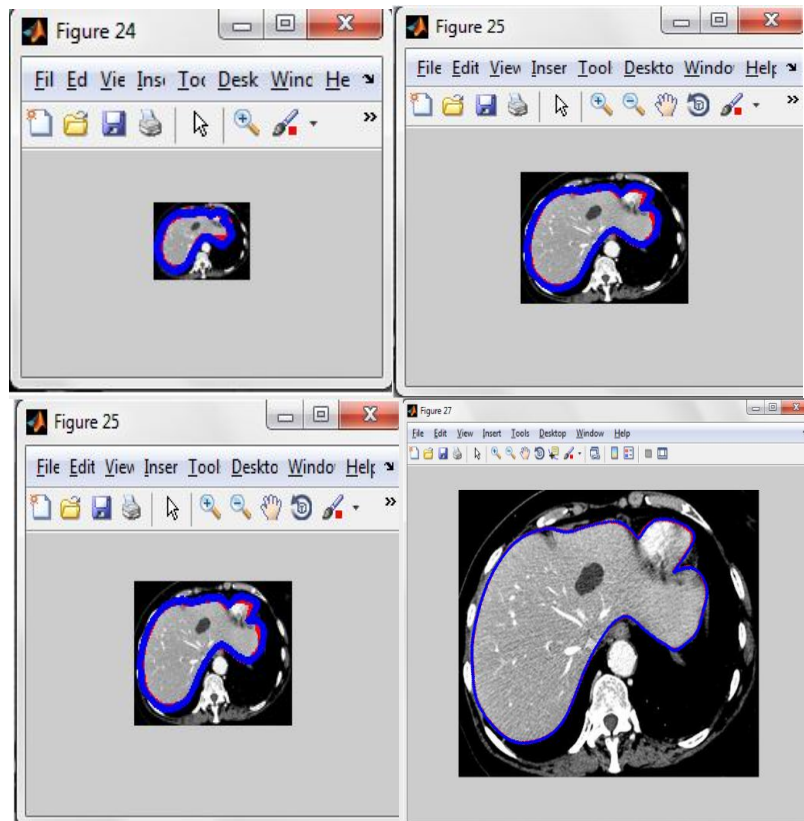 Figure 24
Fil Ed Vie Inse Toc Desk Winc He
Figure 25
File Edit View Inser Tool Deskto Windo Help
Figure 25
File Edit View Inser Tool Deskto Windo Help
Figure 27
File Edit View Insert Tools Desktop Window Help